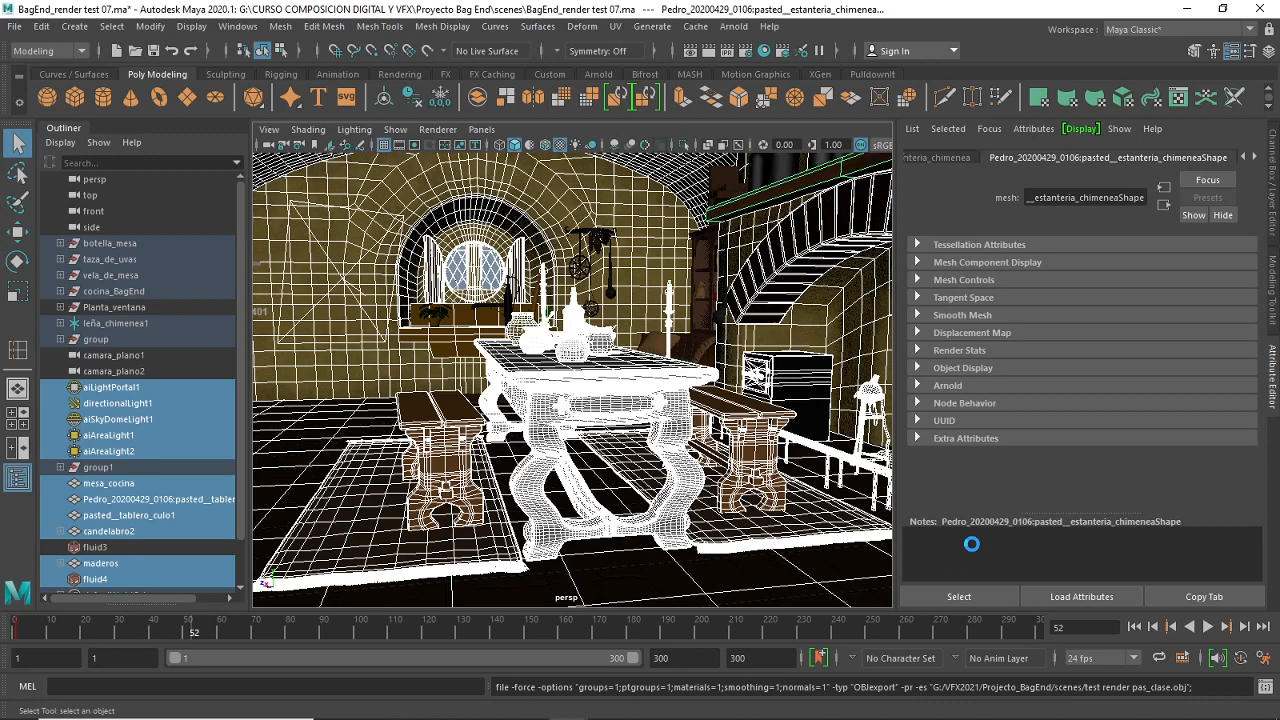 BagEnd_render test 07.ma* - Autodesk Maya 2020.1: G:\CURSO COMPOSICION DIGITAL Y VFX\Proyecto Bag End\scenes\BagEnd_render test 07.ma --- Pedro_20200429_0106:pasted__estanteria_chimenea...
File Edit Create Select Modify Display Windows Mesh Edit Mesh Mesh Tools Mesh Display Curves Surfaces Deform UV Generate Cache Arnold Help
Workspace : Maya Classic*
Modeling No Live Surface Symmetry: Off Sign In
Curves / Surfaces Poly Modeling Sculpting Rigging Animation Rendering FX FX Caching Custom Arnold Bifrost MASH Motion Graphics XGen PulldownIt
Outliner
Display Show Help
Search...
persp
top
front
side
botella_mesa
taza_de_uvas
vela_de_mesa
cocina_BagEnd
Planta_ventana
leña_chimenea1
group
camara_plano1
camara_plano2
aiLightPortal1
directionalLight1
aiSkyDomeLight1
aiAreaLight1
aiAreaLight2
group1
mesa_cocina
Pedro_20200429_0106:pasted__tabler
pasted__tablero_culo1
candelabro2
fluid3
maderos
fluid4
View Shading Lighting Show Renderer Panels
0.00 1.00 sRGB
401
persp
List Selected Focus Attributes [Display] Show Help
nteria_chimenea Pedro_20200429_0106:pasted__estanteria_chimeneaShape
Focus
Presets
mesh: __estanteria_chimeneaShape
Show Hide
Tessellation Attributes
Mesh Component Display
Mesh Controls
Tangent Space
Smooth Mesh
Displacement Map
Render Stats
Object Display
Arnold
Node Behavior
UUID
Extra Attributes
Notes: Pedro_20200429_0106:pasted__estanteria_chimeneaShape
Select Load Attributes Copy Tab
Channel Box / Layer Editor
Modeling Toolkit
Attribute Editor
0 10 20 30 40 50 60 70 80 90 100 110 120 130 140 150 160 170 180 190 200 210 220 230 240 250 260 270 280 290 30
52
52
1 1 1 300 300 300 No Character Set No Anim Layer 24 fps
MEL file -force -options "groups=1;ptgroups=1;materials=1;smoothing=1;normals=1" -typ "OBJexport" -pr -es "G:/VFX2021/Projecto_BagEnd/scenes/test render pas_clase.obj";
Select Tool: select an object